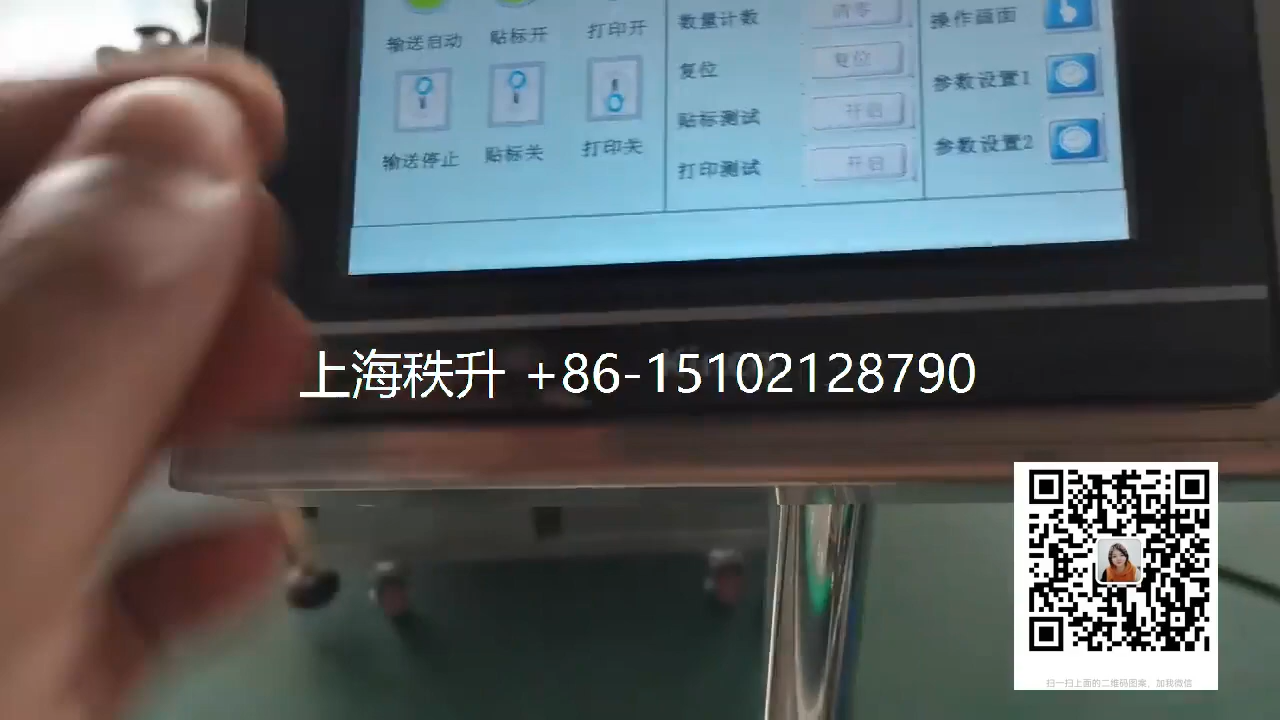 输送启动 贴标开 打印开
输送停止 贴标关 打印关
数量计数 清零
复位 复位
贴标测试 开启
打印测试 开启
操作画面
参数设置1
参数设置2
上海秩升 +86-15102128790
扫一扫上面的二维码图案，加我微信